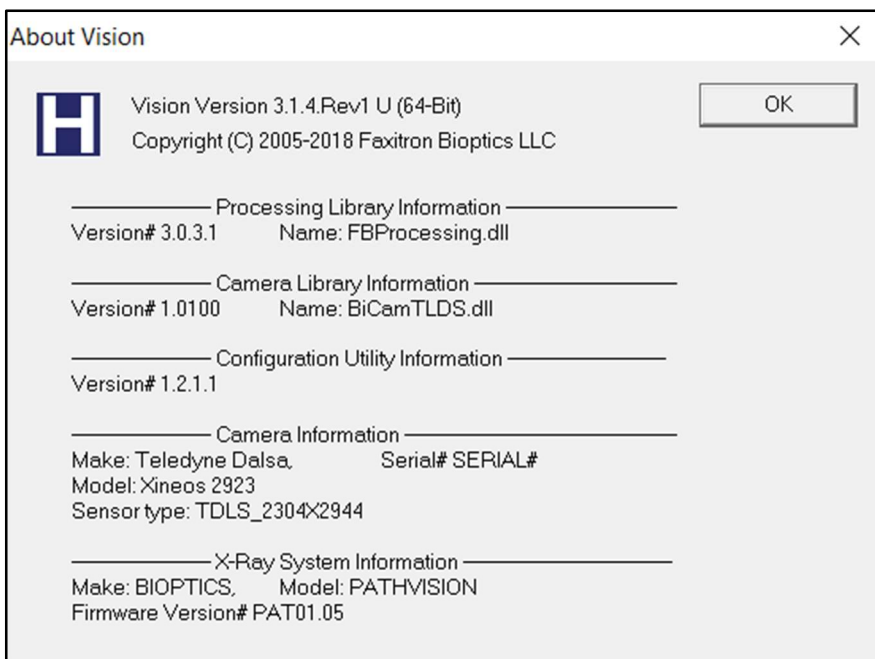 About Vision
H
Vision Version 3.1.4.Rev1 U (64-Bit)
OK
Copyright (C) 2005-2018 Faxitron Bioptics LLC
Processing Library Information
Version# 3.0.3.1 Name: FBProcessing.dll
Camera Library Information
Version# 1.0100 Name: BiCamTLDS.dll
Configuration Utility Information
Version# 1.2.1.1
Camera Information
Make: Teledyne Dalsa, Serial# SERIAL#
Model: Xineos 2923
Sensor type: TDLS_2304X2944
X-Ray System Information
Make: BIOPTICS, Model: PATHVISION
Firmware Version# PAT01.05